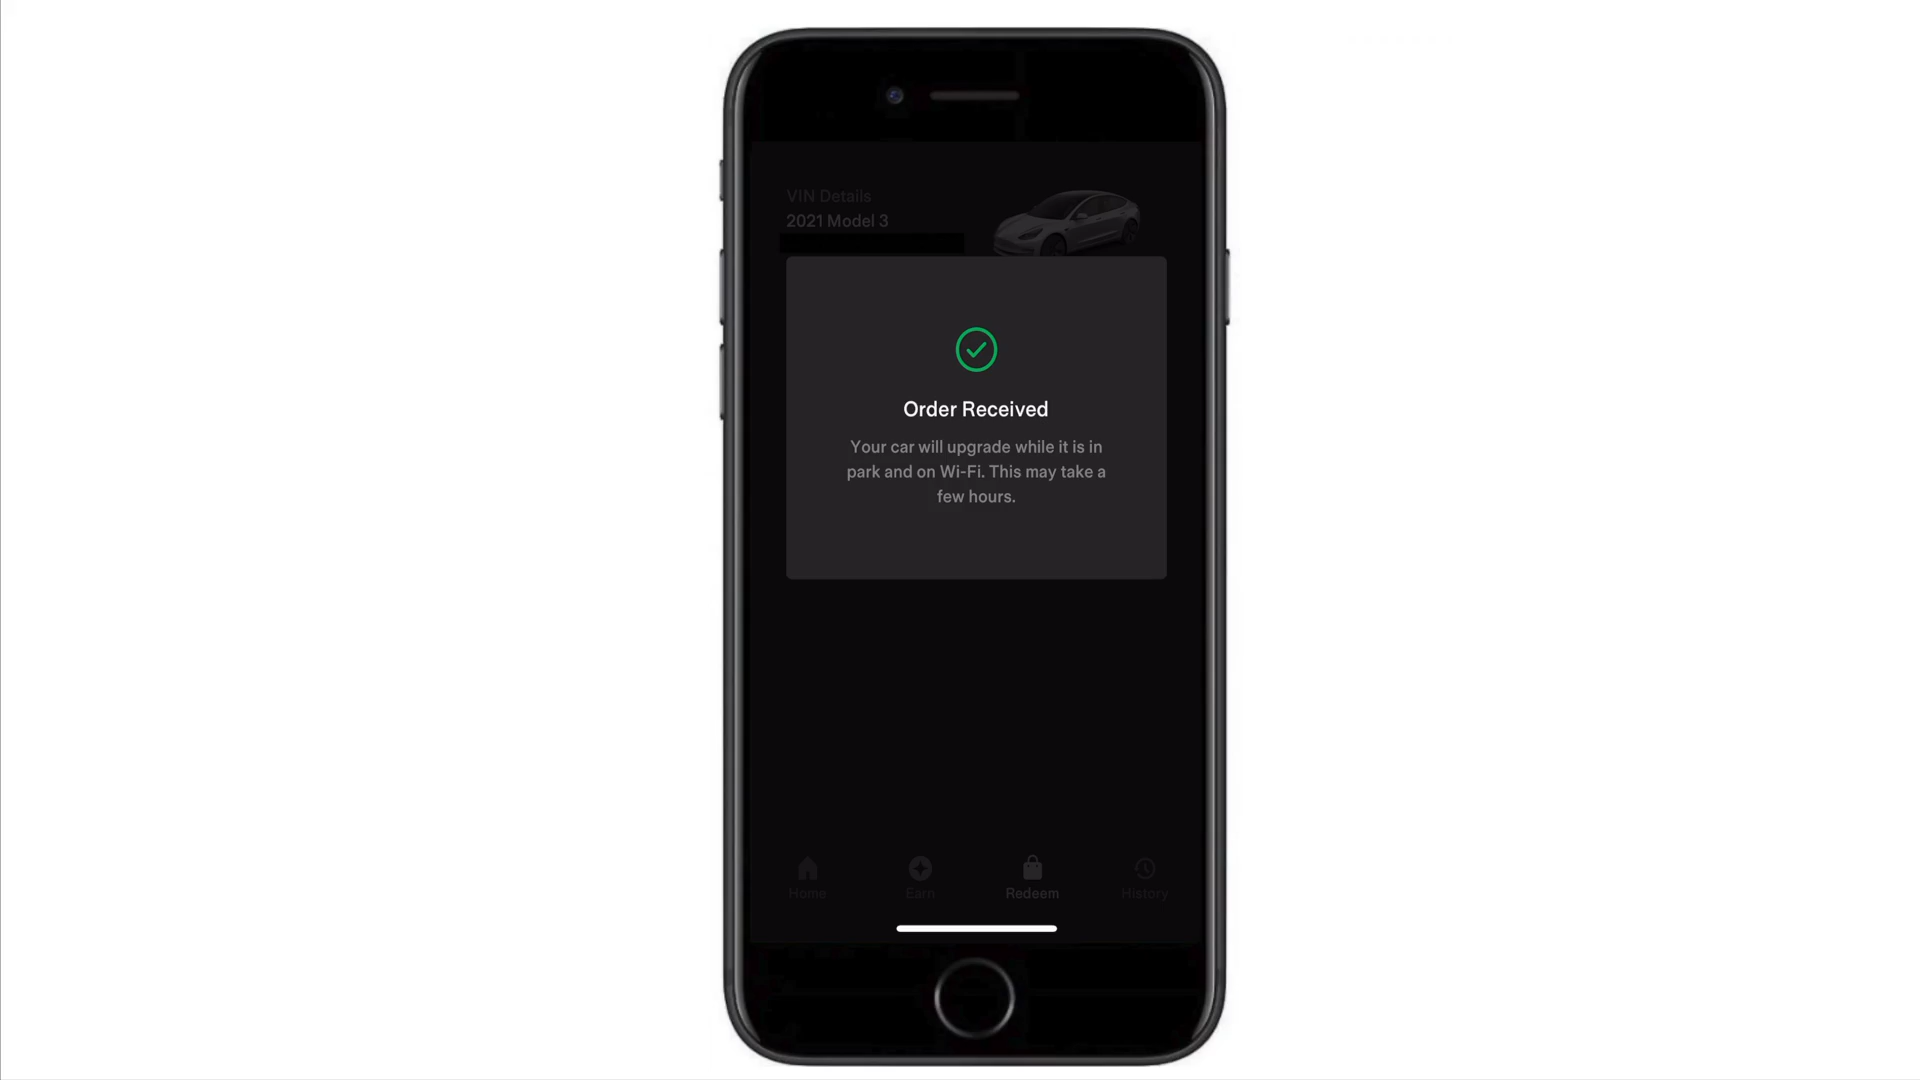 VIN Details
2021 Model 3
Order Received
Your car will upgrade while it is in
park and on Wi-Fi. This may take a
few hours.
Home
Earn
Redeem
History